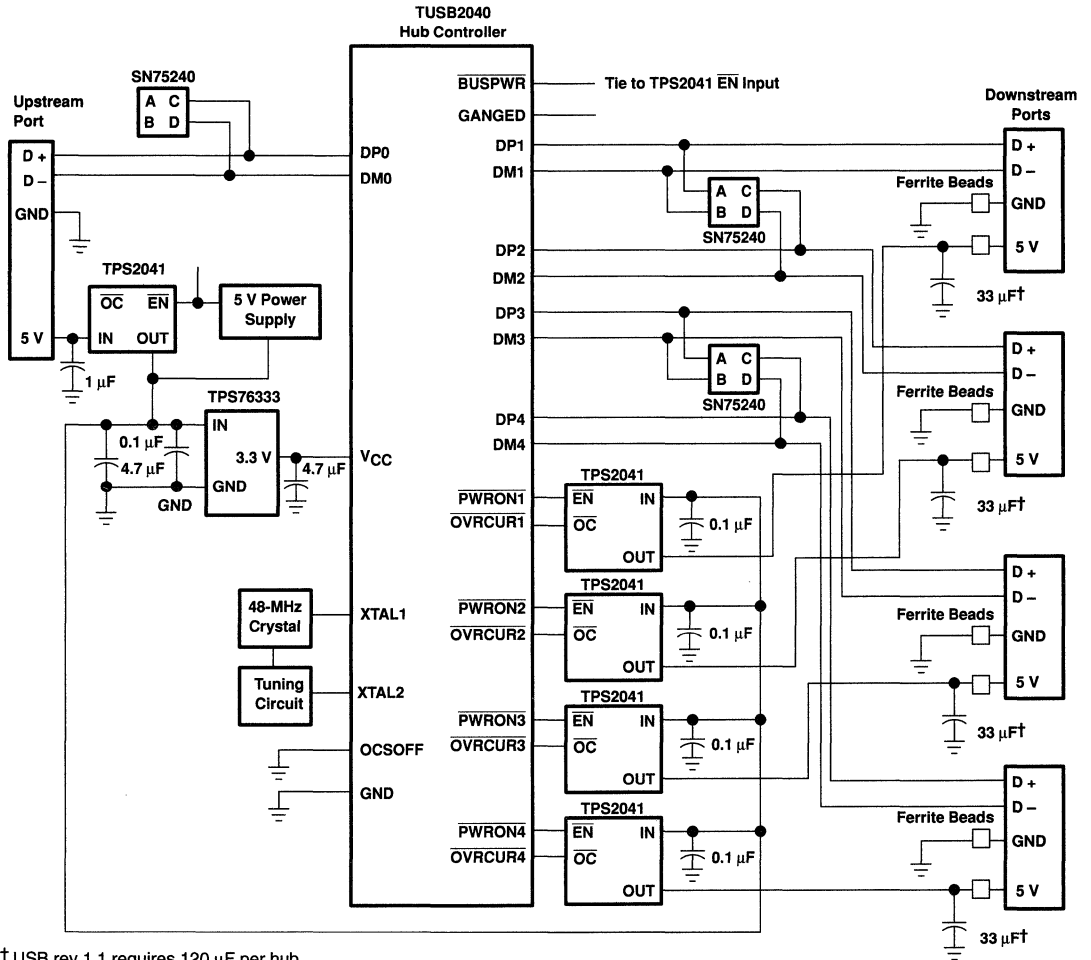 TUSB2040
Hub Controller
SN75240
A C
B D
Upstream
Port
D +
D −
GND
5 V
DP0
DM0
BUSPWR
Tie to TPS2041 EN Input
GANGED
DP1
DM1
Downstream
Ports
D +
D −
Ferrite Beads
GND
5 V
33 µF†
A C
B D
SN75240
DP2
DM2
DP3
DM3
TPS2041
OC EN
IN OUT
5 V Power
Supply
1 µF
TPS76333
IN
0.1 µF
4.7 µF
3.3 V
GND
GND
4.7 µF
VCC
A C
B D
SN75240
DP4
DM4
D +
D −
Ferrite Beads
GND
5 V
33 µF†
TPS2041
PWRON1
EN IN
OVRCUR1
OC
0.1 µF
OUT
TPS2041
PWRON2
EN IN
OVRCUR2
OC
0.1 µF
OUT
48-MHz
Crystal
XTAL1
Tuning
Circuit
XTAL2
D +
D −
Ferrite Beads
GND
5 V
33 µF†
TPS2041
PWRON3
EN IN
OVRCUR3
OC
0.1 µF
OUT
OCSOFF
GND
TPS2041
PWRON4
EN IN
OVRCUR4
OC
0.1 µF
OUT
D +
D −
Ferrite Beads
GND
5 V
33 µF†
† USB rev 1.1 requires 120 µF per hub.